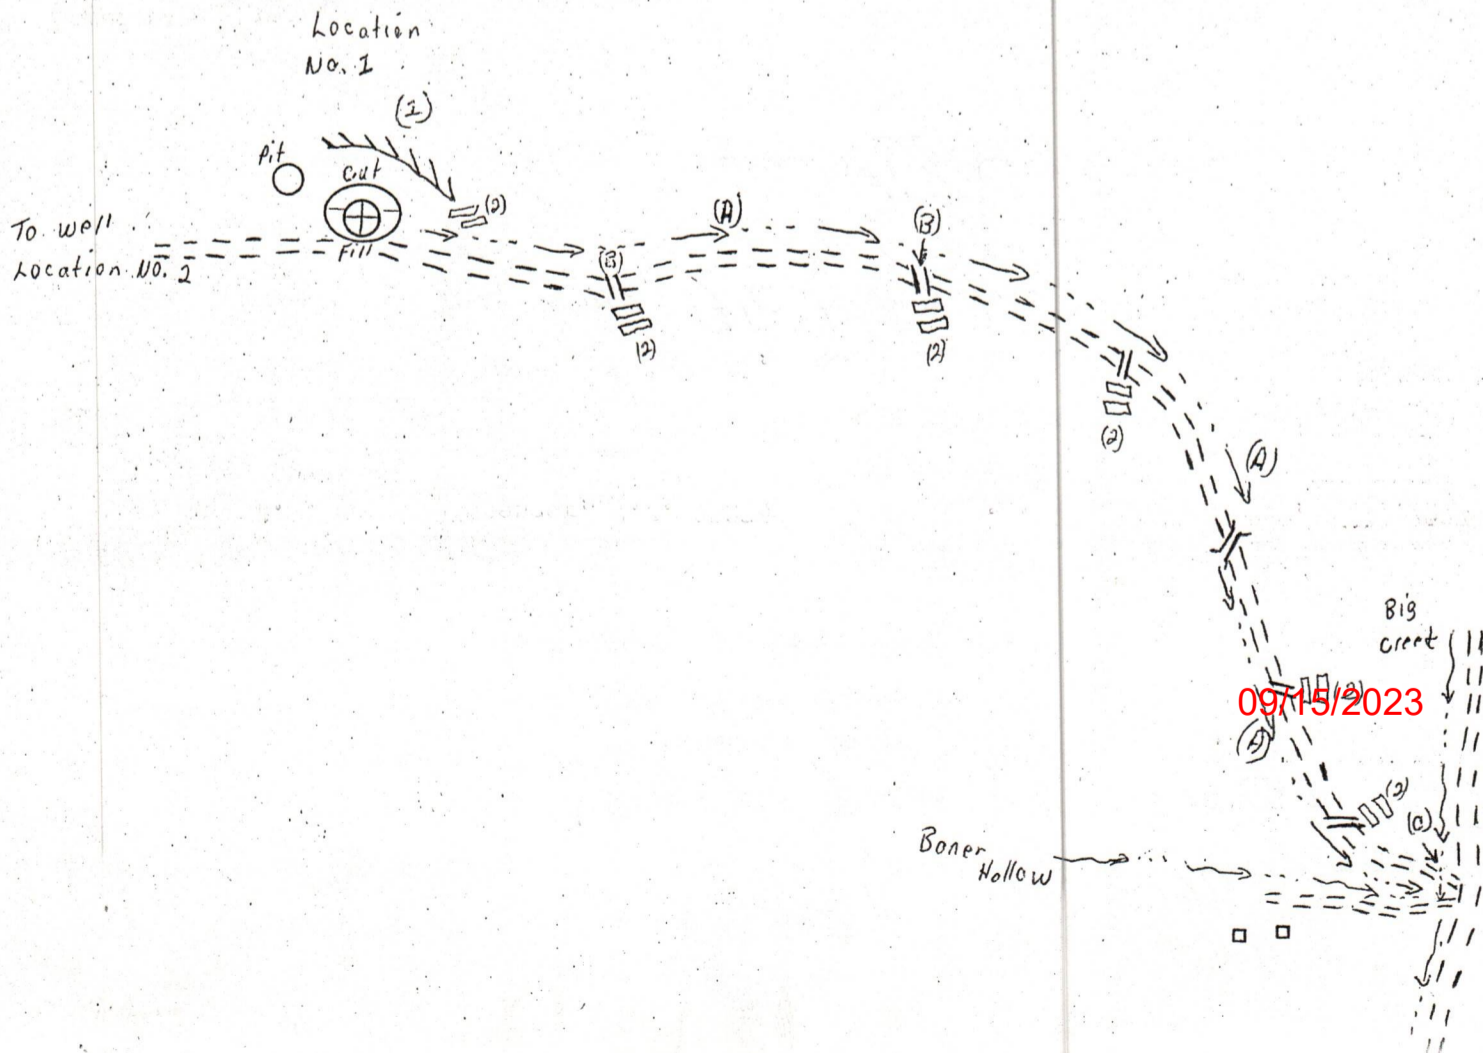 Location
No. 1
(1)
Pit
Cut
(2)
Fill
To well
Location No. 2
(B)
(2)
(A)
(B)
(2)
(2)
(A)
Big
creet
(2)
09/15/2023
(A)
(2)
(C)
Boner
Hollow